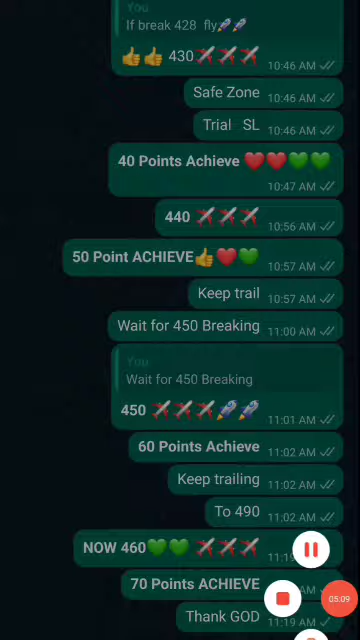 You
If break 428 fly🚀🚀
👍👍 430✈✈✈
10:46 AM
Safe Zone 10:46 AM
Trial SL 10:46 AM
40 Points Achieve ❤❤💚💚
10:47 AM
440 ✈✈✈ 10:56 AM
50 Point ACHIEVE👍❤💚 10:57 AM
Keep trail 10:57 AM
Wait for 450 Breaking 11:00 AM
You
Wait for 450 Breaking
450 ✈✈✈🚀🚀 11:01 AM
60 Points Achieve 11:02 AM
Keep trailing 11:02 AM
To 490 11:02 AM
NOW 460💚💚 ✈✈✈
70 Points ACHIEVE
05:09
Thank GOD 11:19 AM